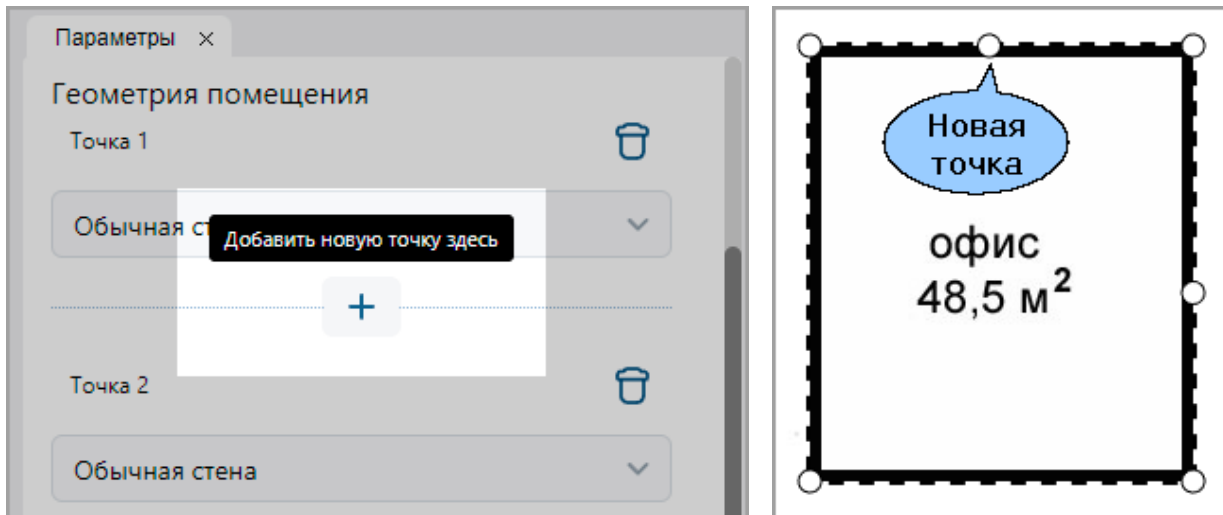 Параметры ×
Геометрия помещения
Точка 1
Обычная ст
Добавить новую точку здесь
+
Точка 2
Обычная стена
Новая
точка
офис
48,5 м²